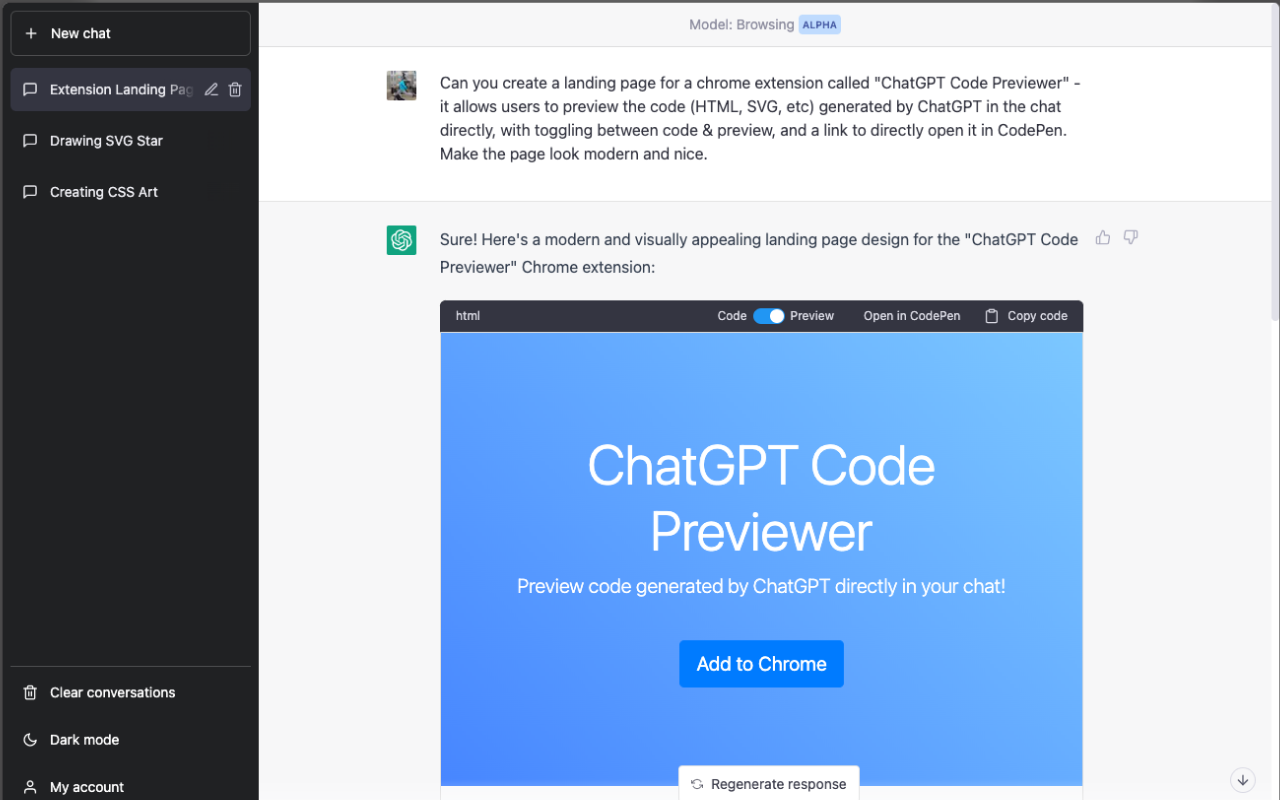 New chat
Extension Landing Pag
Drawing SVG Star
Creating CSS Art
Clear conversations
Dark mode
My account
Model: Browsing ALPHA
Can you create a landing page for a chrome extension called "ChatGPT Code Previewer" -
it allows users to preview the code (HTML, SVG, etc) generated by ChatGPT in the chat
directly, with toggling between code & preview, and a link to directly open it in CodePen.
Make the page look modern and nice.
Sure! Here's a modern and visually appealing landing page design for the "ChatGPT Code
Previewer" Chrome extension:
html Code Preview Open in CodePen Copy code
ChatGPT Code
Previewer
Preview code generated by ChatGPT directly in your chat!
Add to Chrome
Regenerate response